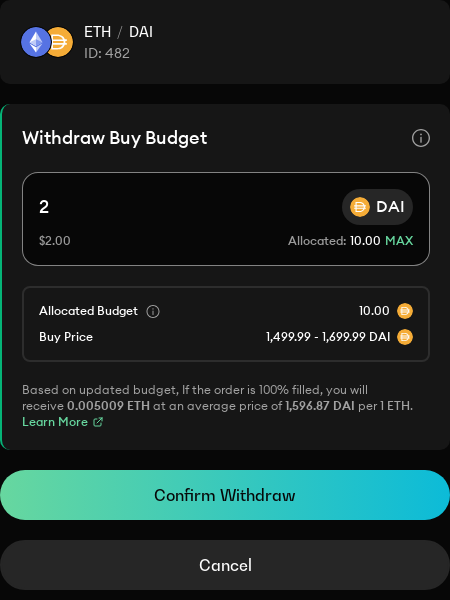 ETH / DAI
ID: 482
Withdraw Buy Budget
2
DAI
$2.00
Allocated: 10.00 MAX
Allocated Budget
10.00
Buy Price
1,499.99 - 1,699.99 DAI
Based on updated budget, If the order is 100% filled, you will
receive 0.005009 ETH at an average price of 1,596.87 DAI per 1 ETH.
Learn More
Confirm Withdraw
Cancel